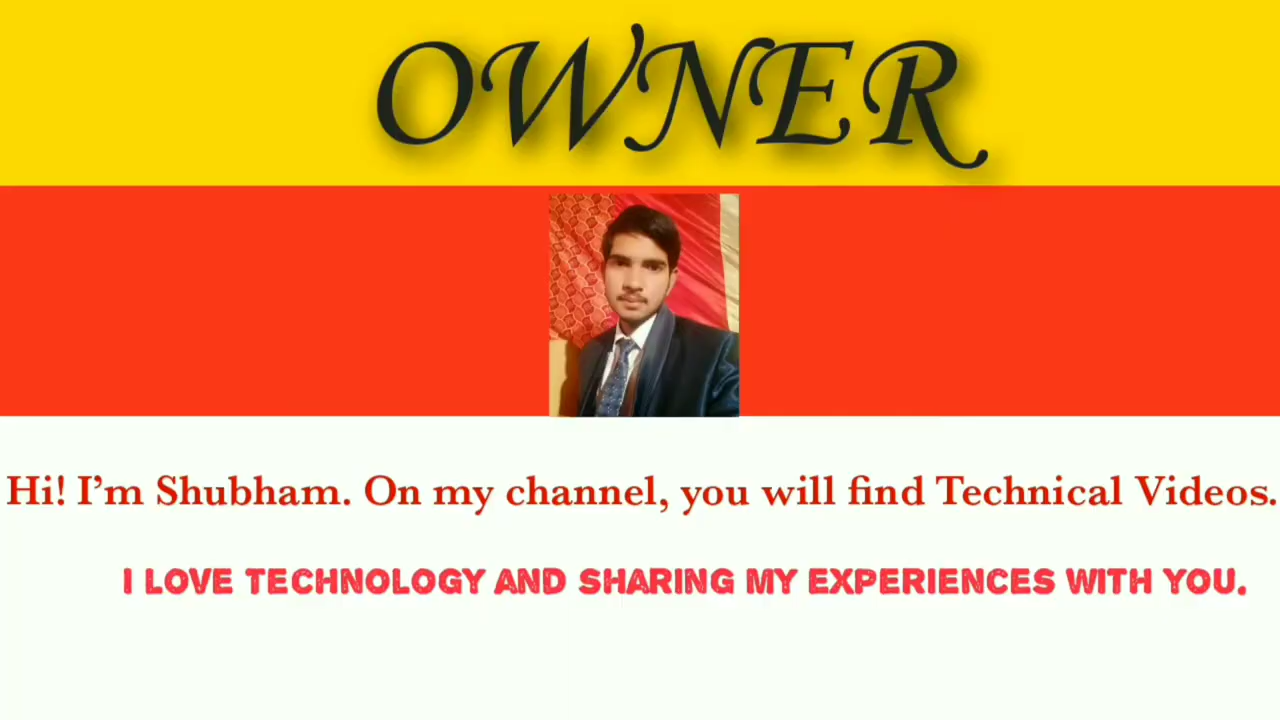 OWNER
Hi! I’m Shubham. On my channel, you will find Technical Videos.
I LOVE TECHNOLOGY AND SHARING MY EXPERIENCES WITH YOU.